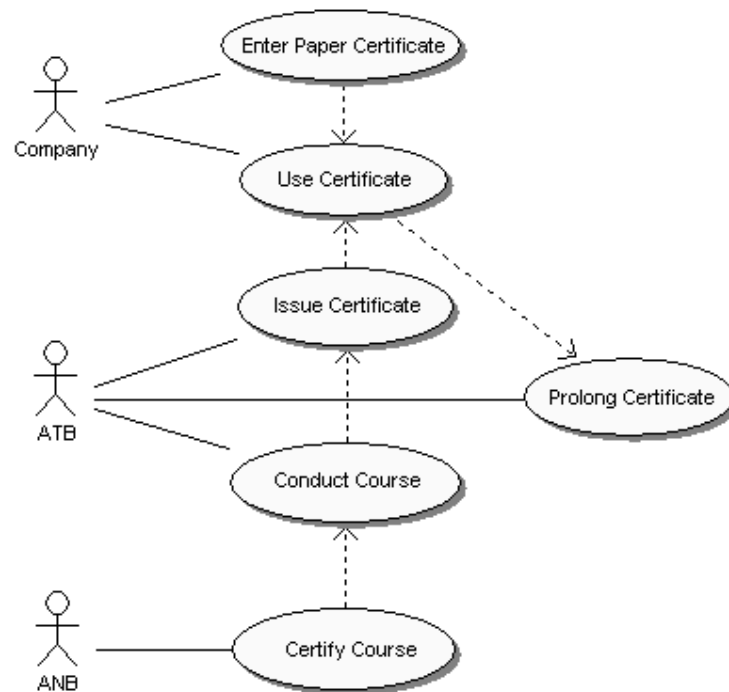 Enter Paper Certificate
Company
Use Certificate
Issue Certificate
ATB
Prolong Certificate
Conduct Course
ANB
Certify Course